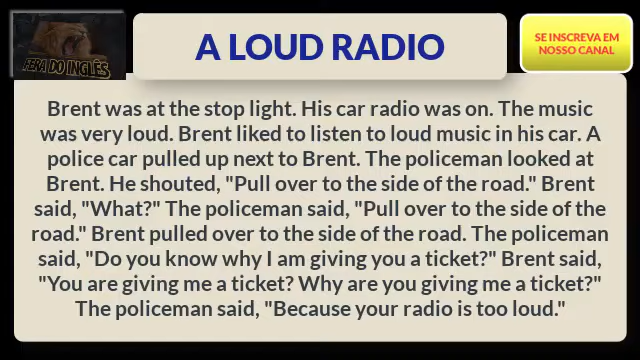 FERA DO INGLÊS
A LOUD RADIO
SE INSCREVA EM
NOSSO CANAL
Brent was at the stop light. His car radio was on. The music
was very loud. Brent liked to listen to loud music in his car. A
police car pulled up next to Brent. The policeman looked at
Brent. He shouted, "Pull over to the side of the road." Brent
said, "What?" The policeman said, "Pull over to the side of the
road." Brent pulled over to the side of the road. The policeman
said, "Do you know why I am giving you a ticket?" Brent said,
"You are giving me a ticket? Why are you giving me a ticket?"
The policeman said, "Because your radio is too loud."